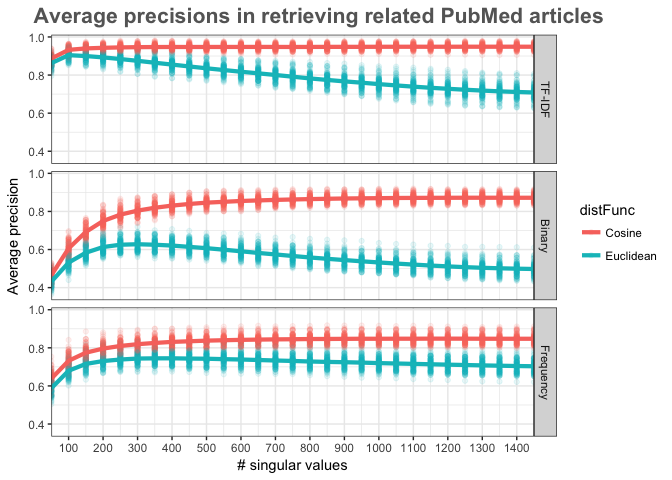 Average precisions in retrieving related PubMed articles
Average precision
1.0
0.8
0.6
0.4
TF-IDF
1.0
0.8
0.6
0.4
Binary
1.0
0.8
0.6
0.4
Frequency
100 200 300 400 500 600 700 800 900 1000 1100 1200 1300 1400
# singular values
distFunc
Cosine
Euclidean